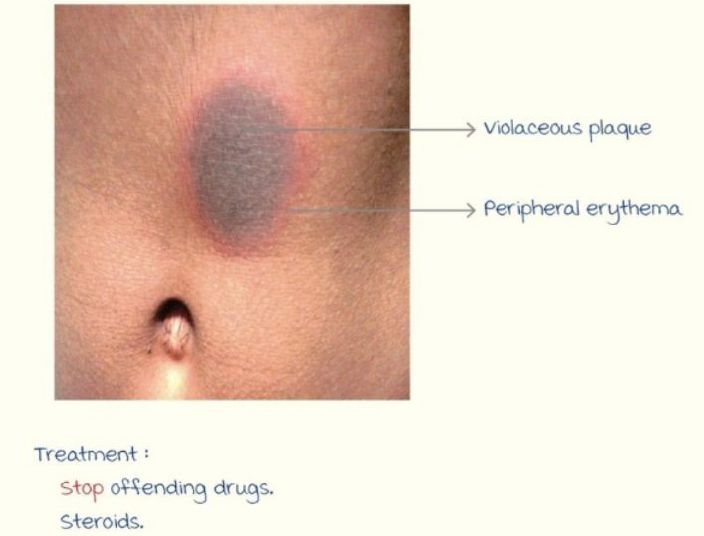 Violaceous plaque
Peripheral erythema
Treatment :
Stop offending drugs.
Steroids.